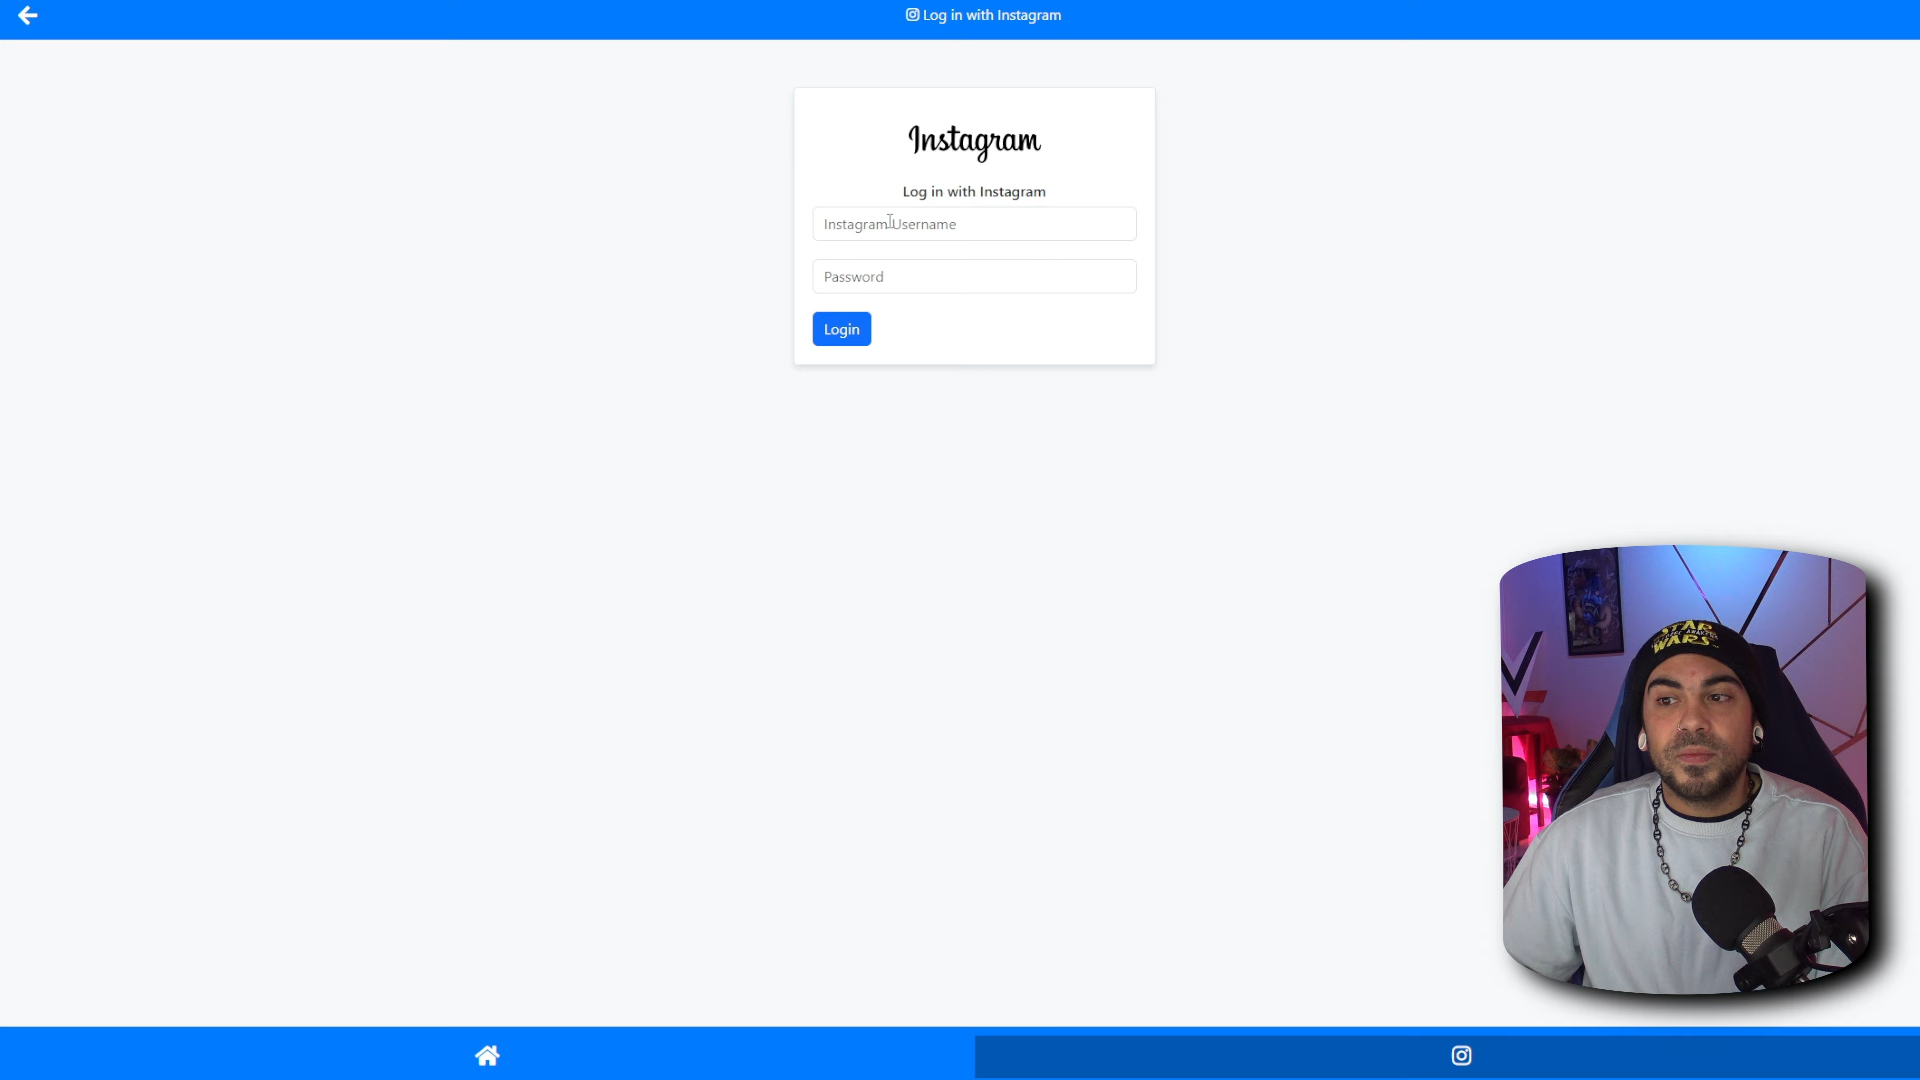 Log in with Instagram
Instagram
Log in with Instagram
Instagram Username
Password
Login
STAR
WARS